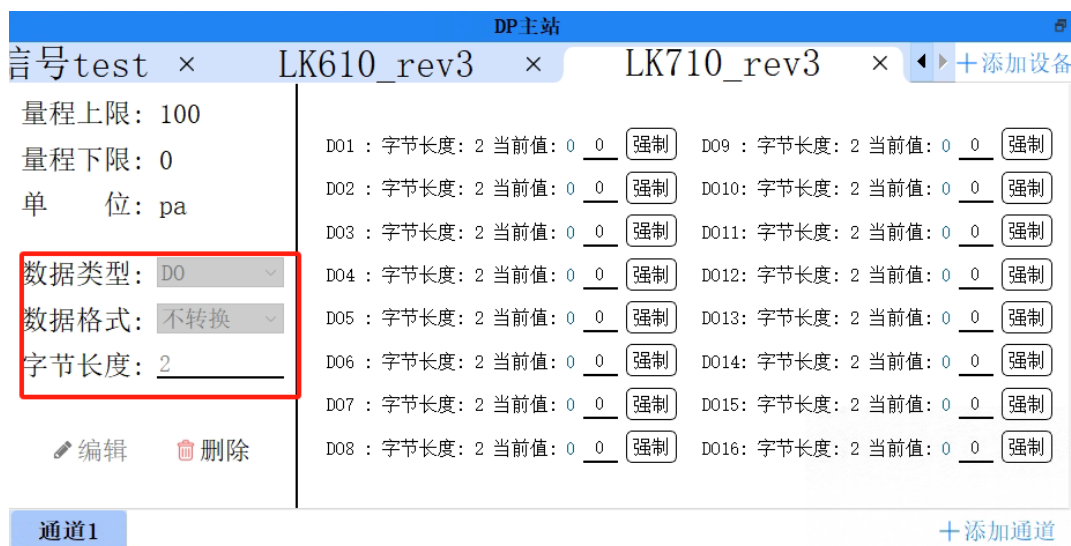 DP主站
言号test × LK610_rev3 × LK710_rev3 × +添加设备
量程上限: 100
量程下限: 0
单 位: pa
数据类型: DO
数据格式: 不转换
字节长度: 2
编辑 删除
DO1 : 字节长度: 2 当前值: 0 0 强制 DO9 : 字节长度: 2 当前值: 0 0 强制
DO2 : 字节长度: 2 当前值: 0 0 强制 DO10: 字节长度: 2 当前值: 0 0 强制
DO3 : 字节长度: 2 当前值: 0 0 强制 DO11: 字节长度: 2 当前值: 0 0 强制
DO4 : 字节长度: 2 当前值: 0 0 强制 DO12: 字节长度: 2 当前值: 0 0 强制
DO5 : 字节长度: 2 当前值: 0 0 强制 DO13: 字节长度: 2 当前值: 0 0 强制
DO6 : 字节长度: 2 当前值: 0 0 强制 DO14: 字节长度: 2 当前值: 0 0 强制
DO7 : 字节长度: 2 当前值: 0 0 强制 DO15: 字节长度: 2 当前值: 0 0 强制
DO8 : 字节长度: 2 当前值: 0 0 强制 DO16: 字节长度: 2 当前值: 0 0 强制
通道1 +添加通道